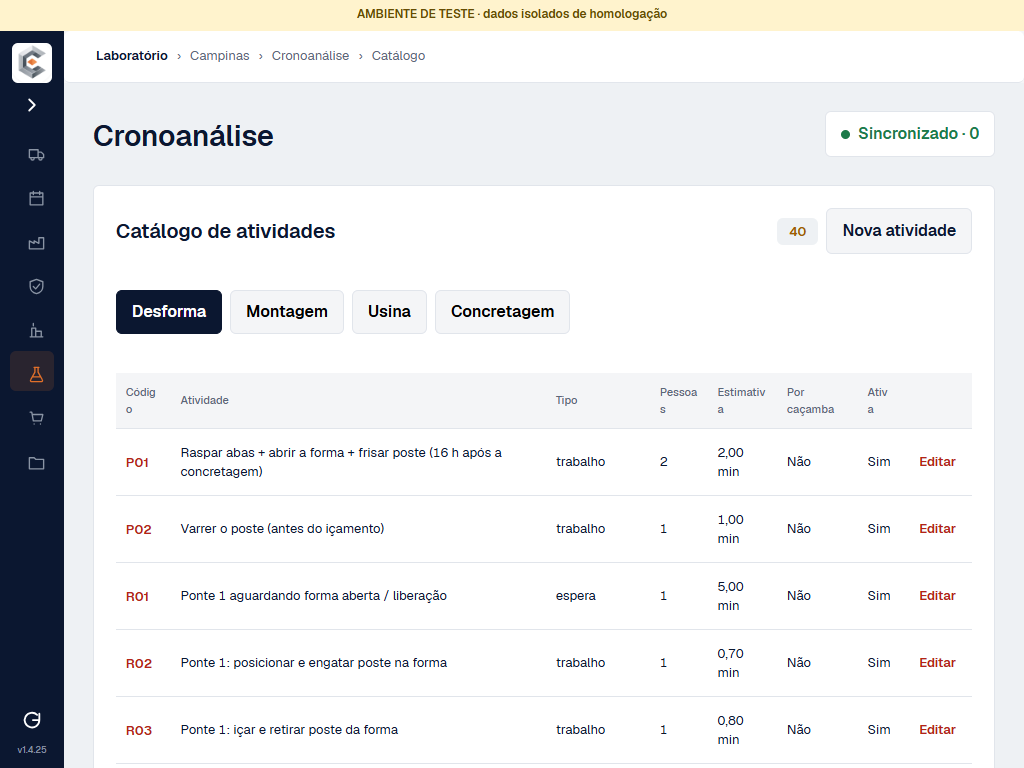 AMBIENTE DE TESTE · dados isolados de homologação
Laboratório › Campinas › Cronoanálise › Catálogo
Cronoanálise
Sincronizado · 0
Catálogo de atividades
40
Nova atividade
Desforma
Montagem
Usina
Concretagem
Códig
o
Atividade
Tipo
Pessoa
s
Estimativ
a
Por
caçamba
Ativ
a
P01
Raspar abas + abrir a forma + frisar poste (16 h após a
concretagem)
trabalho
2
2,00
min
Não
Sim
Editar
P02
Varrer o poste (antes do içamento)
trabalho
1
1,00
min
Não
Sim
Editar
R01
Ponte 1 aguardando forma aberta / liberação
espera
1
5,00
min
Não
Sim
Editar
R02
Ponte 1: posicionar e engatar poste na forma
trabalho
1
0,70
min
Não
Sim
Editar
R03
Ponte 1: içar e retirar poste da forma
trabalho
1
0,80
min
Não
Sim
Editar
v1.4.25